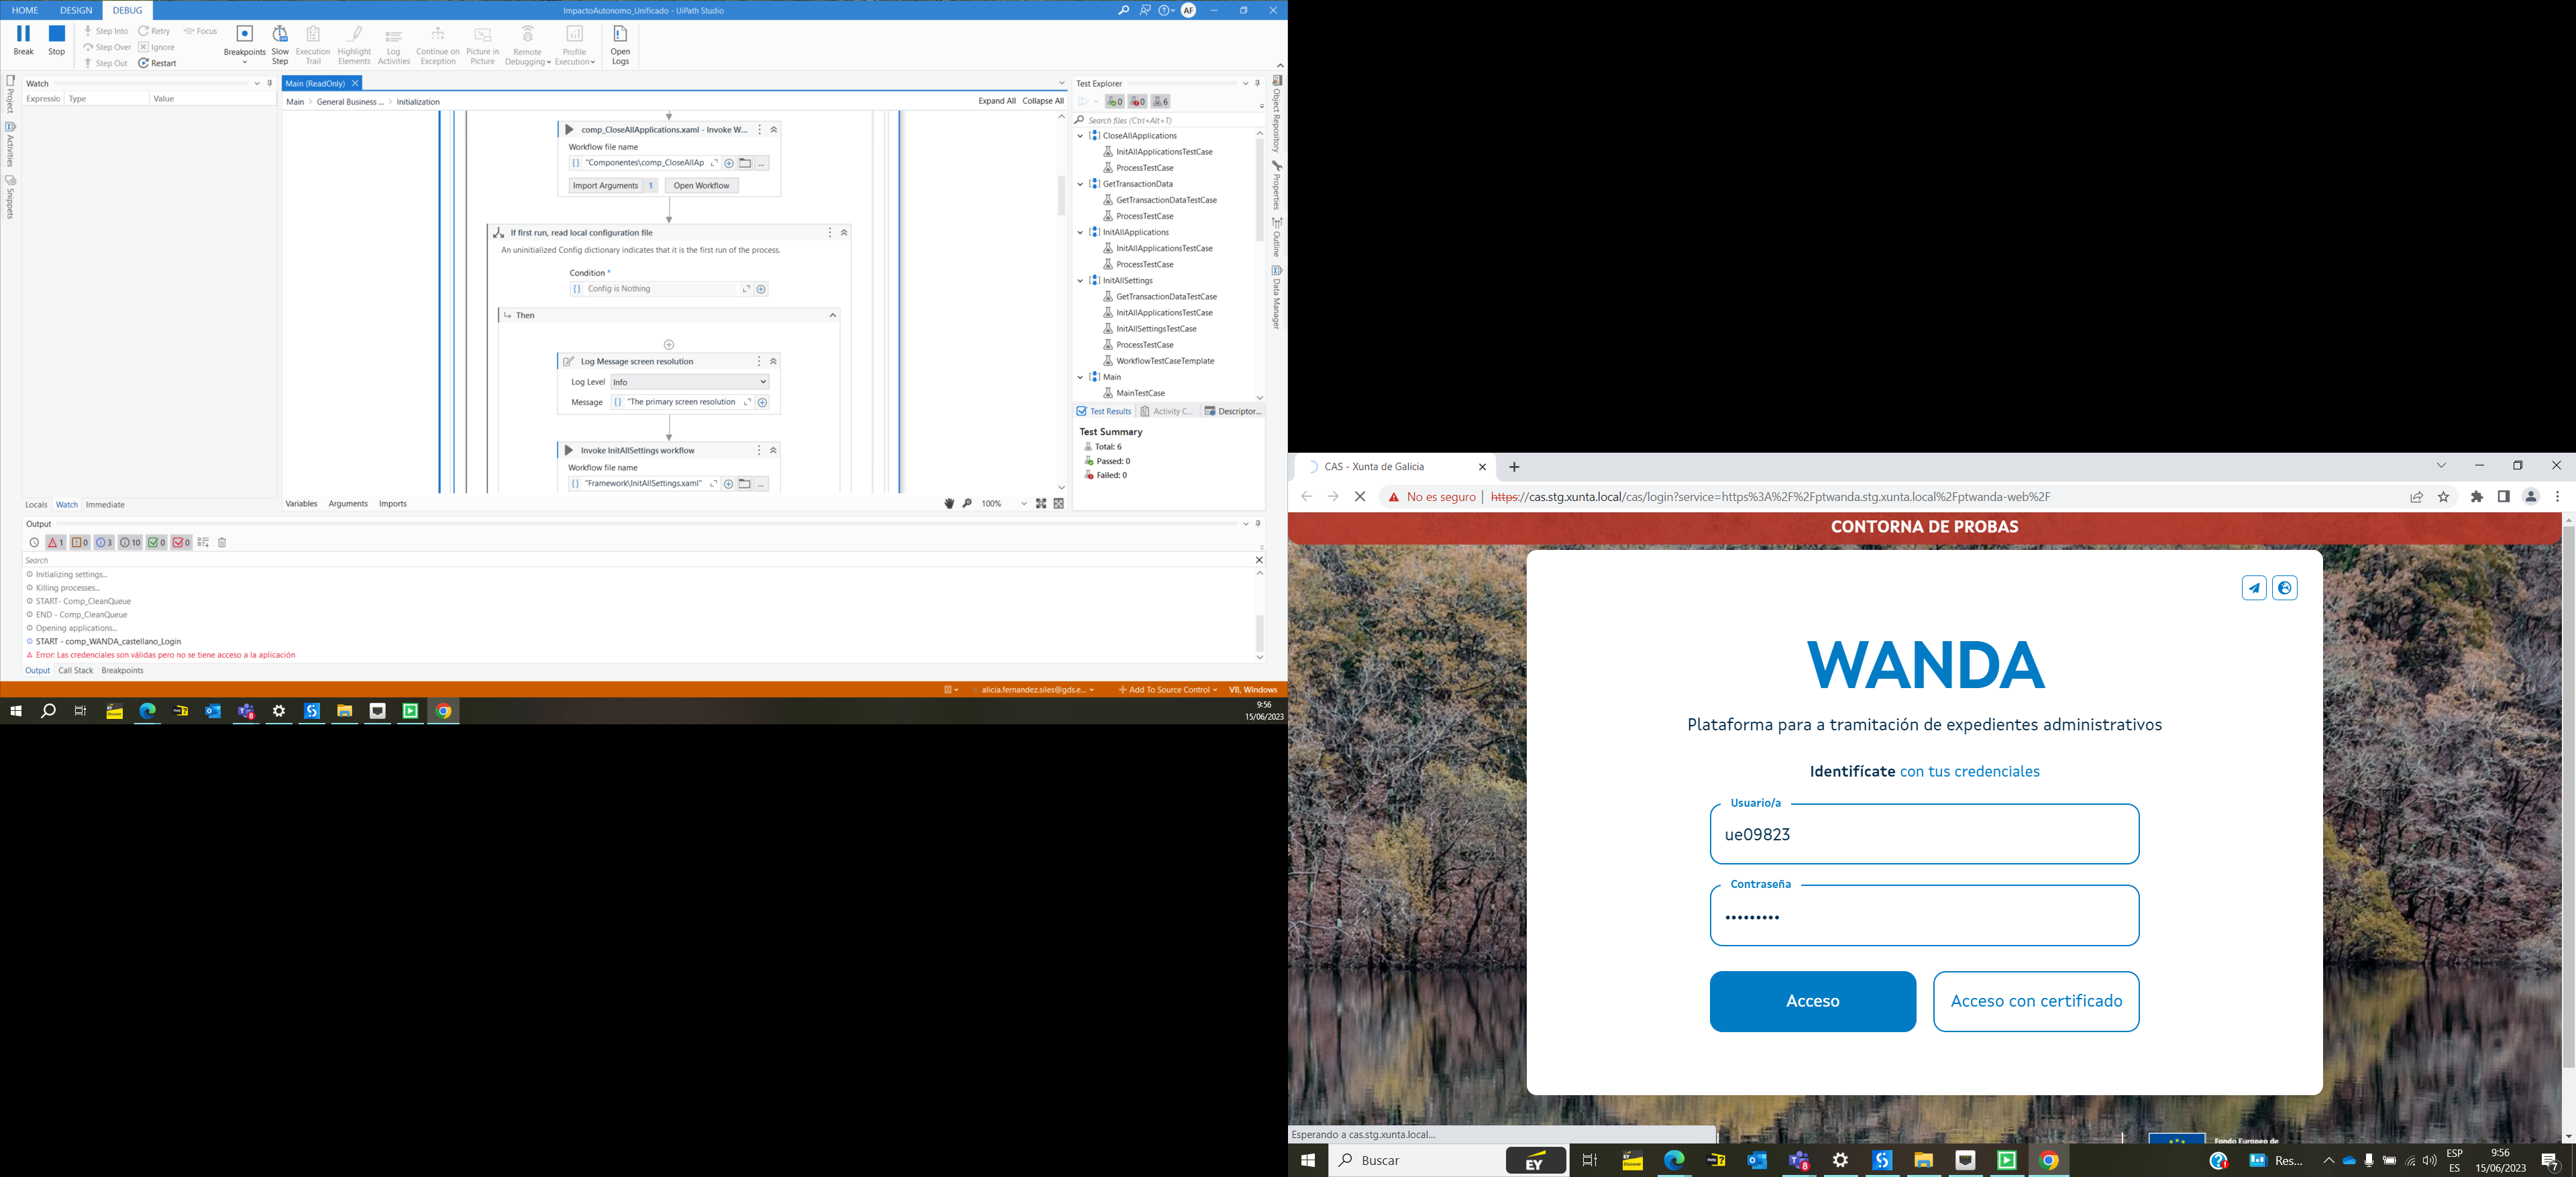 HOME DESIGN DEBUG
ImpactoAutonomo_Unificado - UiPath Studio
AF
Break
Stop
Step Into
Retry
Focus
Step Over
Ignore
Step Out
Restart
Breakpoints
Slow Step
Execution Trail
Highlight Elements
Log Activities
Continue on Exception
Picture in Picture
Remote Debugging
Profile Execution
Open Logs
Project
Activities
Snippets
Watch
Expressio Type Value
Locals Watch Immediate
Main (ReadOnly)
Main > General Business ... > Initialization
Expand All Collapse All
comp_CloseAllApplications.xaml - Invoke W...
Workflow file name
"Componentes\comp_CloseAllAp
Import Arguments 1 Open Workflow
If first run, read local configuration file
An uninitialized Config dictionary indicates that it is the first run of the process.
Condition *
Config is Nothing
Then
Log Message screen resolution
Log Level Info
Message "The primary screen resolution
Invoke InitAllSettings workflow
Workflow file name
"Framework\InitAllSettings.xaml"
Variables Arguments Imports
100%
Test Explorer
0 0 6
Search files (Ctrl+Alt+T)
CloseAllApplications
InitAllApplicationsTestCase
ProcessTestCase
GetTransactionData
GetTransactionDataTestCase
ProcessTestCase
InitAllApplications
InitAllApplicationsTestCase
ProcessTestCase
InitAllSettings
GetTransactionDataTestCase
InitAllApplicationsTestCase
InitAllSettingsTestCase
ProcessTestCase
WorkflowTestCaseTemplate
Main
MainTestCase
Test Results Activity C... Descriptor...
Test Summary
Total: 6
Passed: 0
Failed: 0
Object Repository
Properties
Outline
Data Manager
Output
1 0 3 10 0 0
Search
Initializing settings...
Killing processes...
START- Comp_CleanQueue
END - Comp_CleanQueue
Opening applications...
START - comp_WANDA_castellano_Login
Error: Las credenciales son válidas pero no se tiene acceso a la aplicación
Output Call Stack Breakpoints
alicia.fernandez.siles@gds.e...
Add To Source Control
VB, Windows
9:56
15/06/2023
CAS - Xunta de Galicia
No es seguro | https://cas.stg.xunta.local/cas/login?service=https%3A%2F%2Fptwanda.stg.xunta.local%2Fptwanda-web%2F
CONTORNA DE PROBAS
WANDA
Plataforma para a tramitación de expedientes administrativos
Identifícate con tus credenciales
Usuario/a
ue09823
Contraseña
•••••••••
Acceso
Acceso con certificado
Esperando a cas.stg.xunta.local...
Fondo Europeo de
Buscar
EY
Res...
ESP
ES
9:56
15/06/2023
7